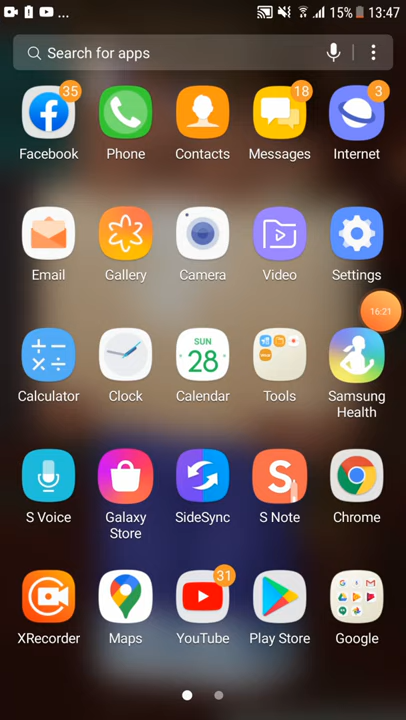 ... 15% 13:47
Search for apps
35 18 3
Facebook Phone Contacts Messages Internet
Email Gallery Camera Video Settings
16:21
SUN
28
Calculator Clock Calendar Tools Samsung Health
S Voice Galaxy Store SideSync S Note Chrome
31
XRecorder Maps YouTube Play Store Google